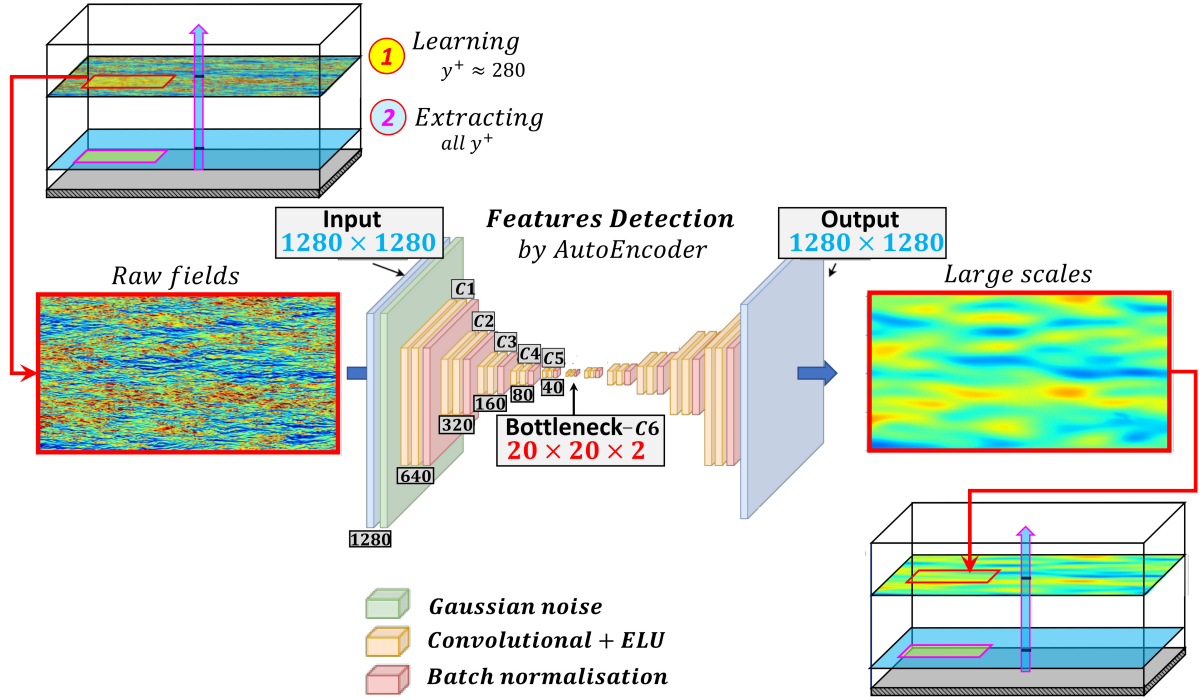 1 Learning
y⁺ ≈ 280
2 Extracting
all y⁺
Input
1280 × 1280
Features Detection
by AutoEncoder
Output
1280 × 1280
Raw fields
Large scales
C1
C2
C3
C4
C5
40
80
160
320
640
1280
Bottleneck–C6
20 × 20 × 2
Gaussian noise
Convolutional + ELU
Batch normalisation